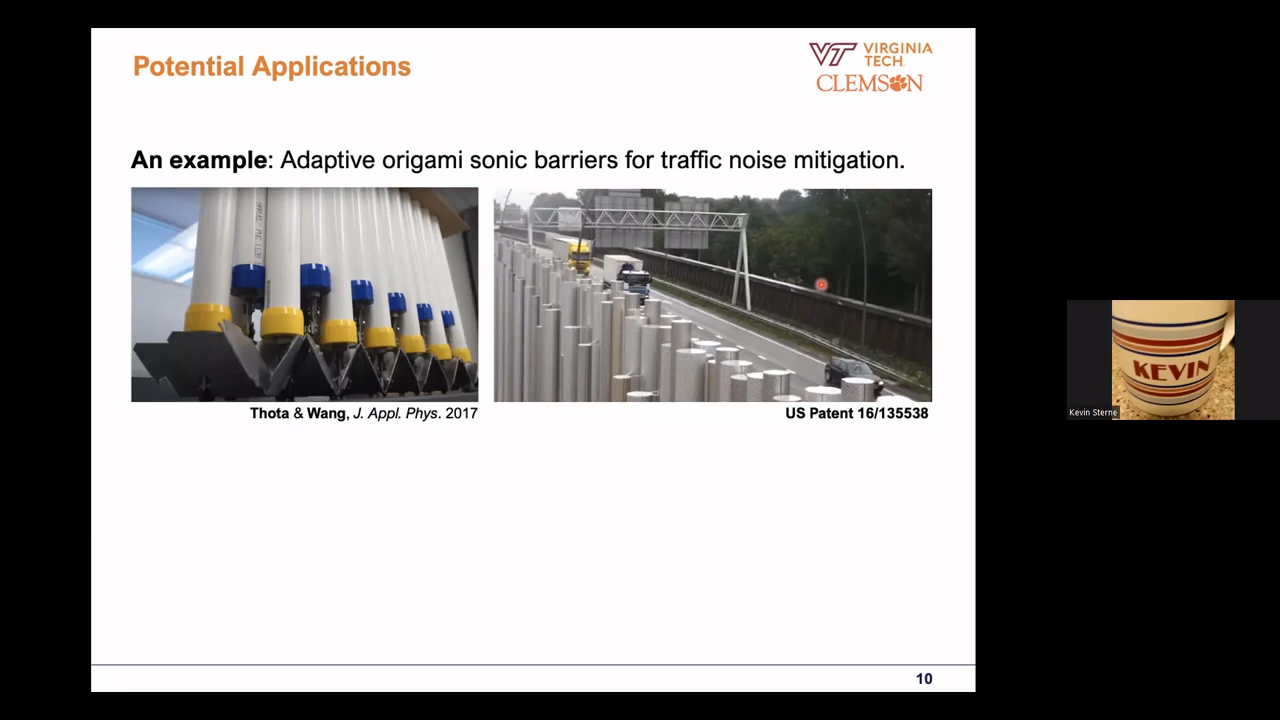 Potential Applications
VT VIRGINIA
TECH
CLEMSON
An example: Adaptive origami sonic barriers for traffic noise mitigation.
Thota & Wang, J. Appl. Phys. 2017
US Patent 16/135538
KEVIN
Kevin Sterne
10